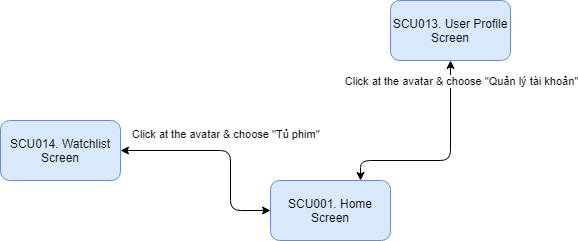 SCU013. User Profile
Screen
Click at the avatar & choose "Quản lý tài khoản"
Click at the avatar & choose "Tủ phim"
SCU014. Watchlist
Screen
SCU001. Home
Screen